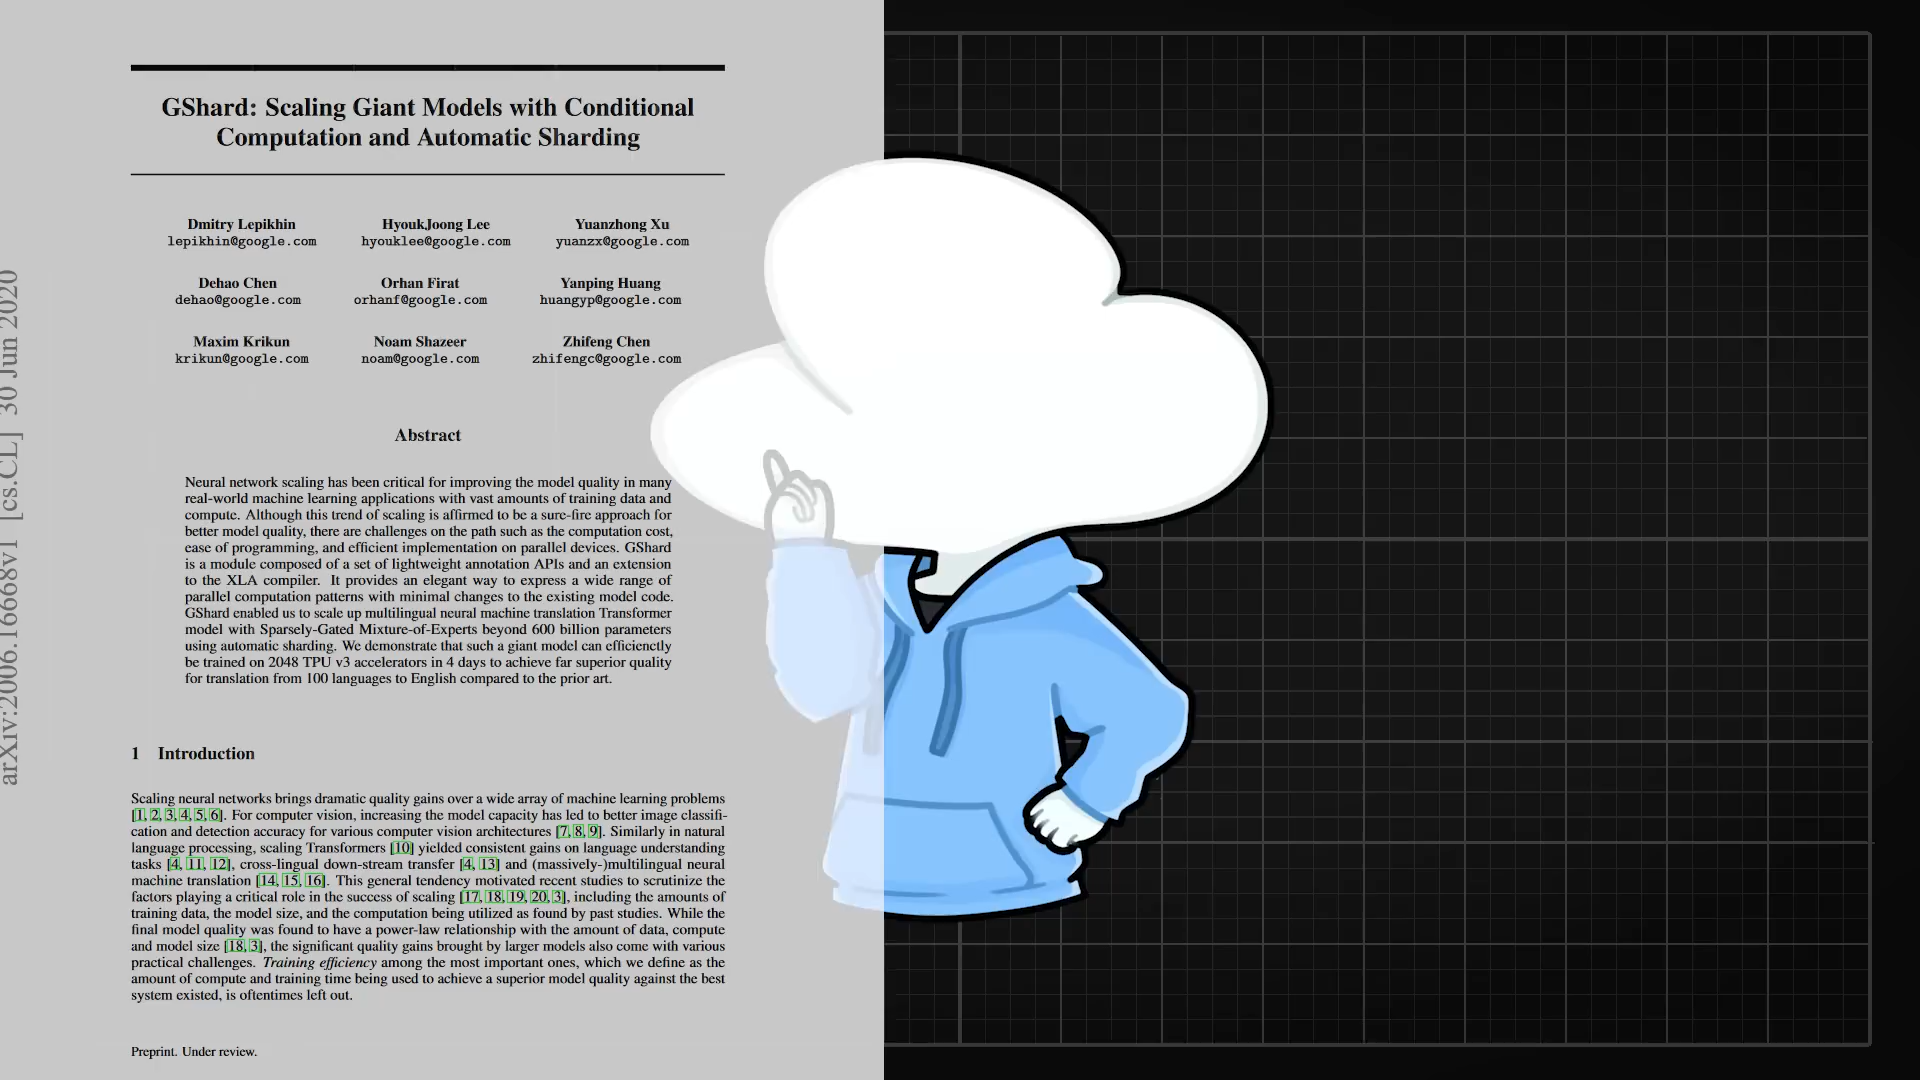 GShard: Scaling Giant Models with Conditional
Computation and Automatic Sharding
Dmitry Lepikhin HyoukJoong Lee Yuanzhong Xu
lepikhin@google.com hyouklee@google.com yuanzx@google.com
Dehao Chen Orhan Firat Yanping Huang
dehao@google.com orhanf@google.com huangyp@google.com
Maxim Krikun Noam Shazeer Zhifeng Chen
krikun@google.com noam@google.com zhifengc@google.com
arXiv:2006.16668v1 [cs.CL] 30 Jun 2020
Abstract
Neural network scaling has been critical for improving the model quality in many
real-world machine learning applications with vast amounts of training data and
compute. Although this trend of scaling is affirmed to be a sure-fire approach for
better model quality, there are challenges on the path such as the computation cost,
ease of programming, and efficient implementation on parallel devices. GShard
is a module composed of a set of lightweight annotation APIs and an extension
to the XLA compiler. It provides an elegant way to express a wide range of
parallel computation patterns with minimal changes to the existing model code.
GShard enabled us to scale up multilingual neural machine translation Transformer
model with Sparsely-Gated Mixture-of-Experts beyond 600 billion parameters
using automatic sharding. We demonstrate that such a giant model can efficienctly
be trained on 2048 TPU v3 accelerators in 4 days to achieve far superior quality
for translation from 100 languages to English compared to the prior art.
1 Introduction
Scaling neural networks brings dramatic quality gains over a wide array of machine learning problems
[1, 2, 3, 4, 5, 6]. For computer vision, increasing the model capacity has led to better image classifi-
cation and detection accuracy for various computer vision architectures [7, 8, 9]. Similarly in natural
language processing, scaling Transformers [10] yielded consistent gains on language understanding
tasks [4, 11, 12], cross-lingual down-stream transfer [4, 13] and (massively-)multilingual neural
machine translation [14, 15, 16]. This general tendency motivated recent studies to scrutinize the
factors playing a critical role in the success of scaling [17, 18, 19, 20, 3], including the amounts of
training data, the model size, and the computation being utilized as found by past studies. While the
final model quality was found to have a power-law relationship with the amount of data, compute
and model size [18, 3], the significant quality gains brought by larger models also come with various
practical challenges. Training efficiency among the most important ones, which we define as the
amount of compute and training time being used to achieve a superior model quality against the best
system existed, is oftentimes left out.
Preprint. Under review.